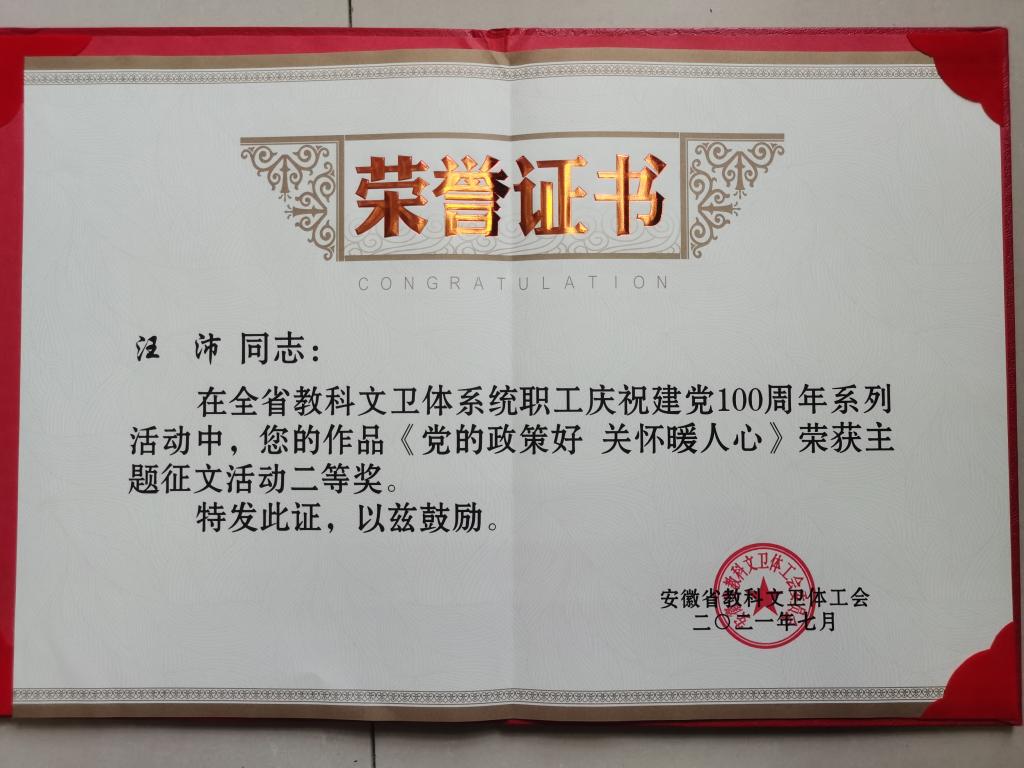 荣誉证书
CONGRATULATION
汪 沛 同志：
在全省教科文卫体系统职工庆祝建党100周年系列
活动中，您的作品《党的政策好 关怀暖人心》荣获主
题征文活动二等奖。
特发此证，以兹鼓励。
安徽省教科文卫体工会
二〇二一年七月